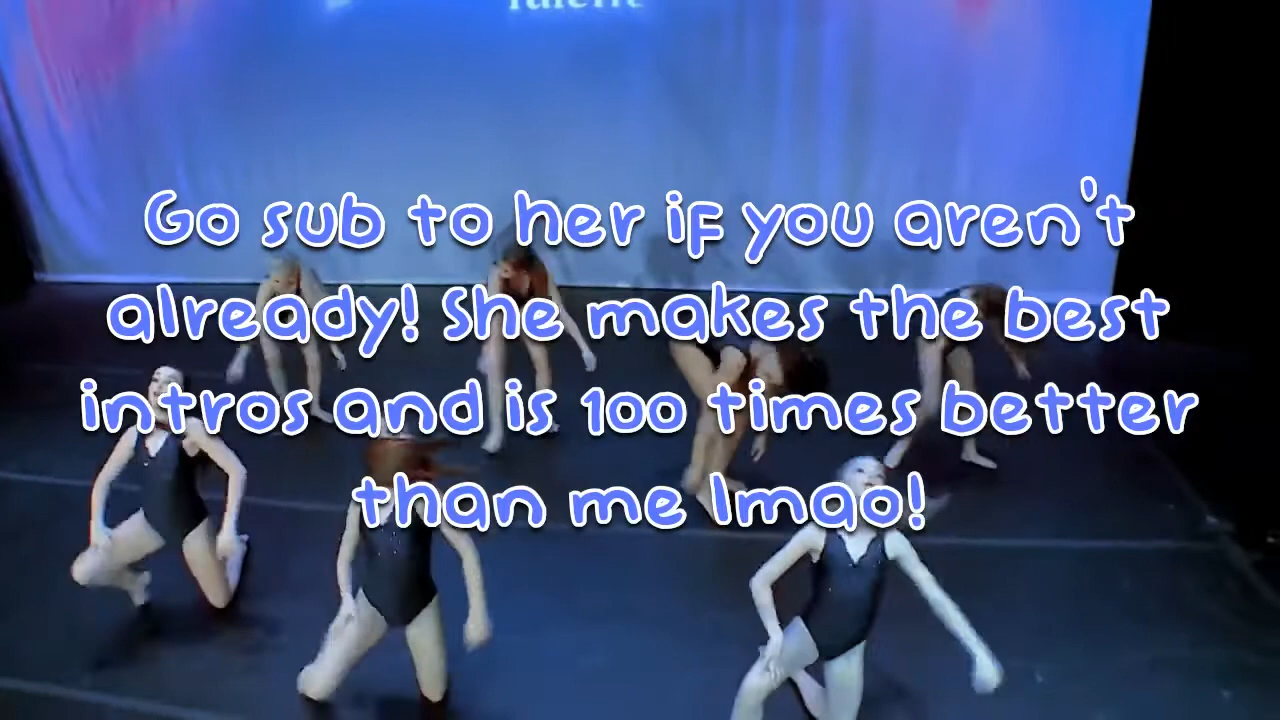 Talent
Go sub to her if you aren't
already! She makes the best
intros and is 100 times better
than me lmao!